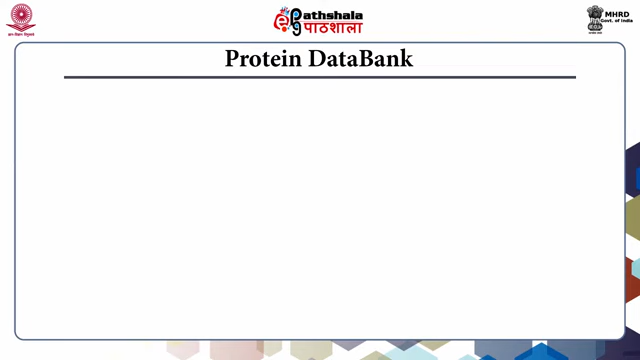 ePathshala
पाठशाला
MHRD
Govt. of India
Protein DataBank